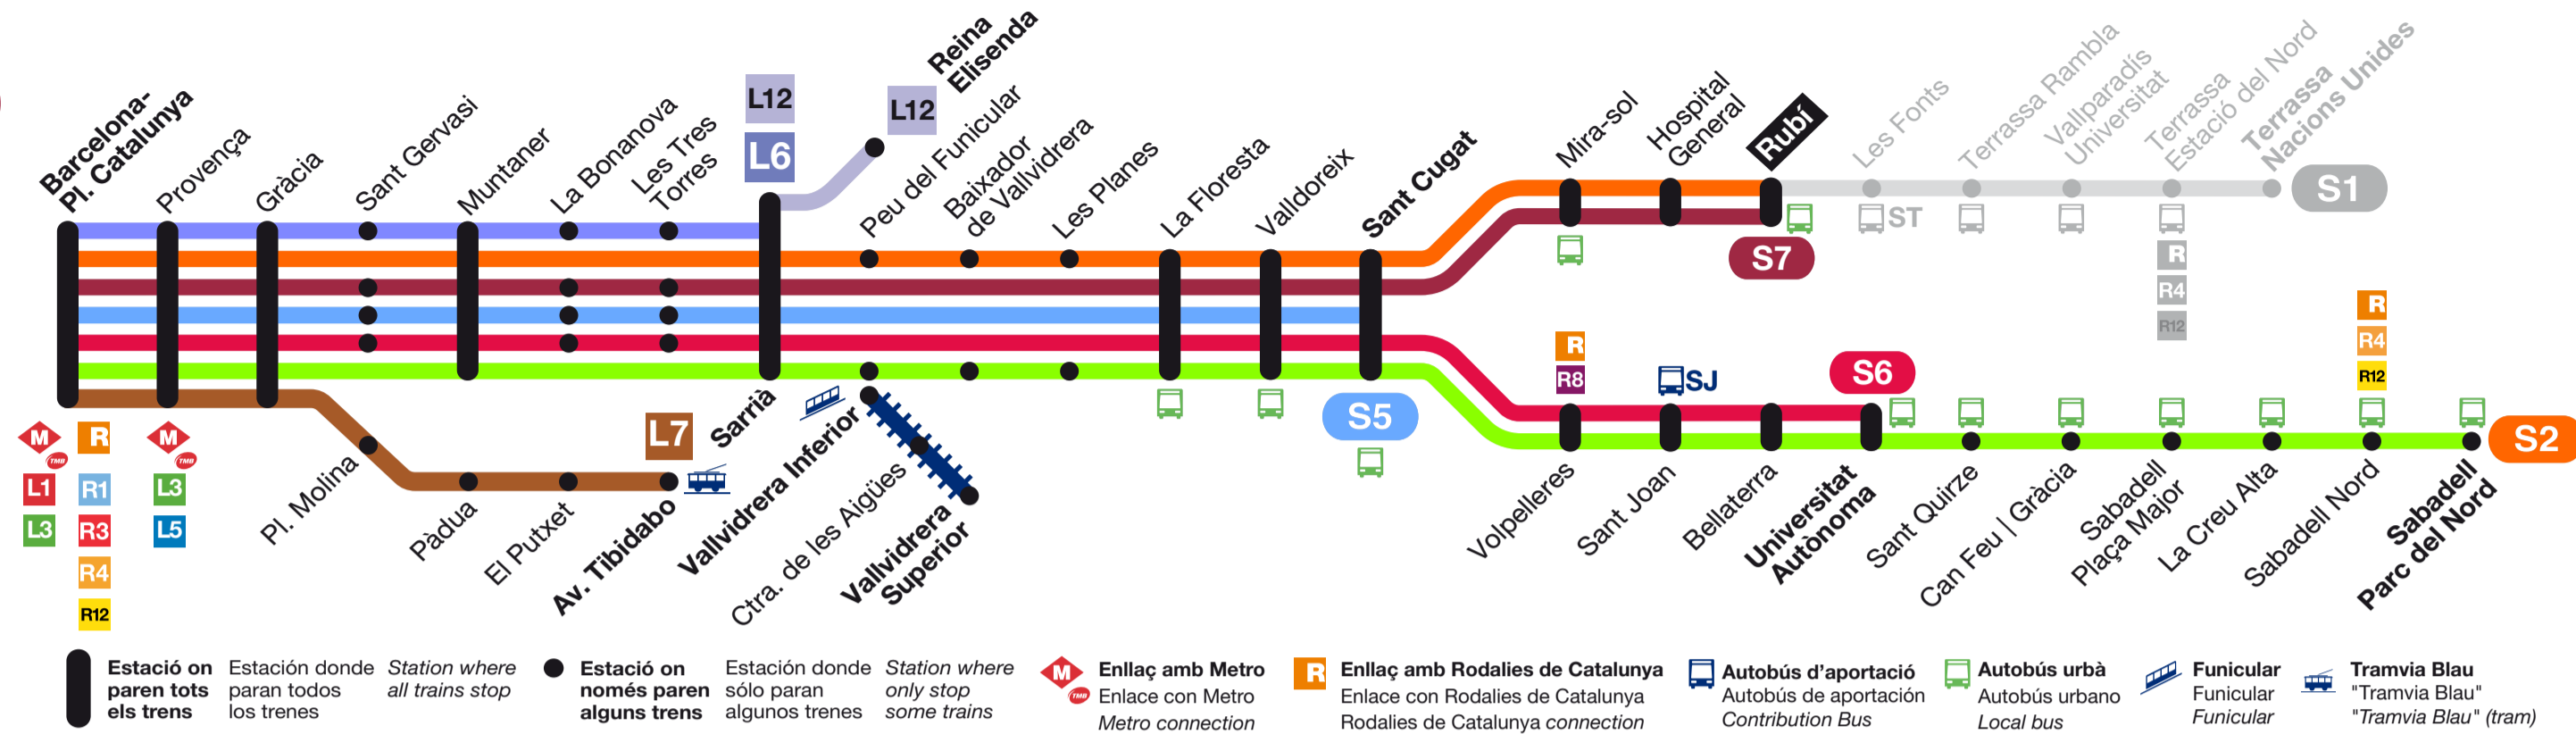 Barcelona-
Pl. Catalunya
Provença
Gràcia
Sant Gervasi
Muntaner
La Bonanova
Les Tres
Torres
L12
L6
L12
Reina
Elisenda
Peu del Funicular
Baixador
de Vallvidrera
Les Planes
La Floresta
Valldoreix
Sant Cugat
Mira-sol
Hospital
General
Rubí
Les Fonts
Terrassa Rambla
Vallparadís
Universitat
Terrassa
Estació del Nord
Terrassa
Nacions Unides
S1
ST
R
R4
R12
S7
S5
R
R8
SJ
S6
R
R4
R12
S2
M
TMB
L1
L3
R
R1
R3
R4
R12
M
TMB
L3
L5
Pl. Molina
Pàdua
El Putxet
Av. Tibidabo
L7
Sarrià
Vallvidrera Inferior
Ctra. de les Aigües
Vallvidrera
Superior
Volpelleres
Sant Joan
Bellaterra
Universitat
Autònoma
Sant Quirze
Can Feu | Gràcia
Sabadell
Plaça Major
La Creu Alta
Sabadell Nord
Sabadell
Parc del Nord
Estació on
paren tots
els trens
Estación donde
paran todos
los trenes
Station where
all trains stop
Estació on
només paren
alguns trens
Estación donde
sólo paran
algunos trenes
Station where
only stop
some trains
M
TMB
Enllaç amb Metro
Enlace con Metro
Metro connection
R
Enllaç amb Rodalies de Catalunya
Enlace con Rodalies de Catalunya
Rodalies de Catalunya connection
Autobús d'aportació
Autobús de aportación
Contribution Bus
Autobús urbà
Autobús urbano
Local bus
Funicular
Funicular
Funicular
Tramvia Blau
"Tramvia Blau"
"Tramvia Blau" (tram)